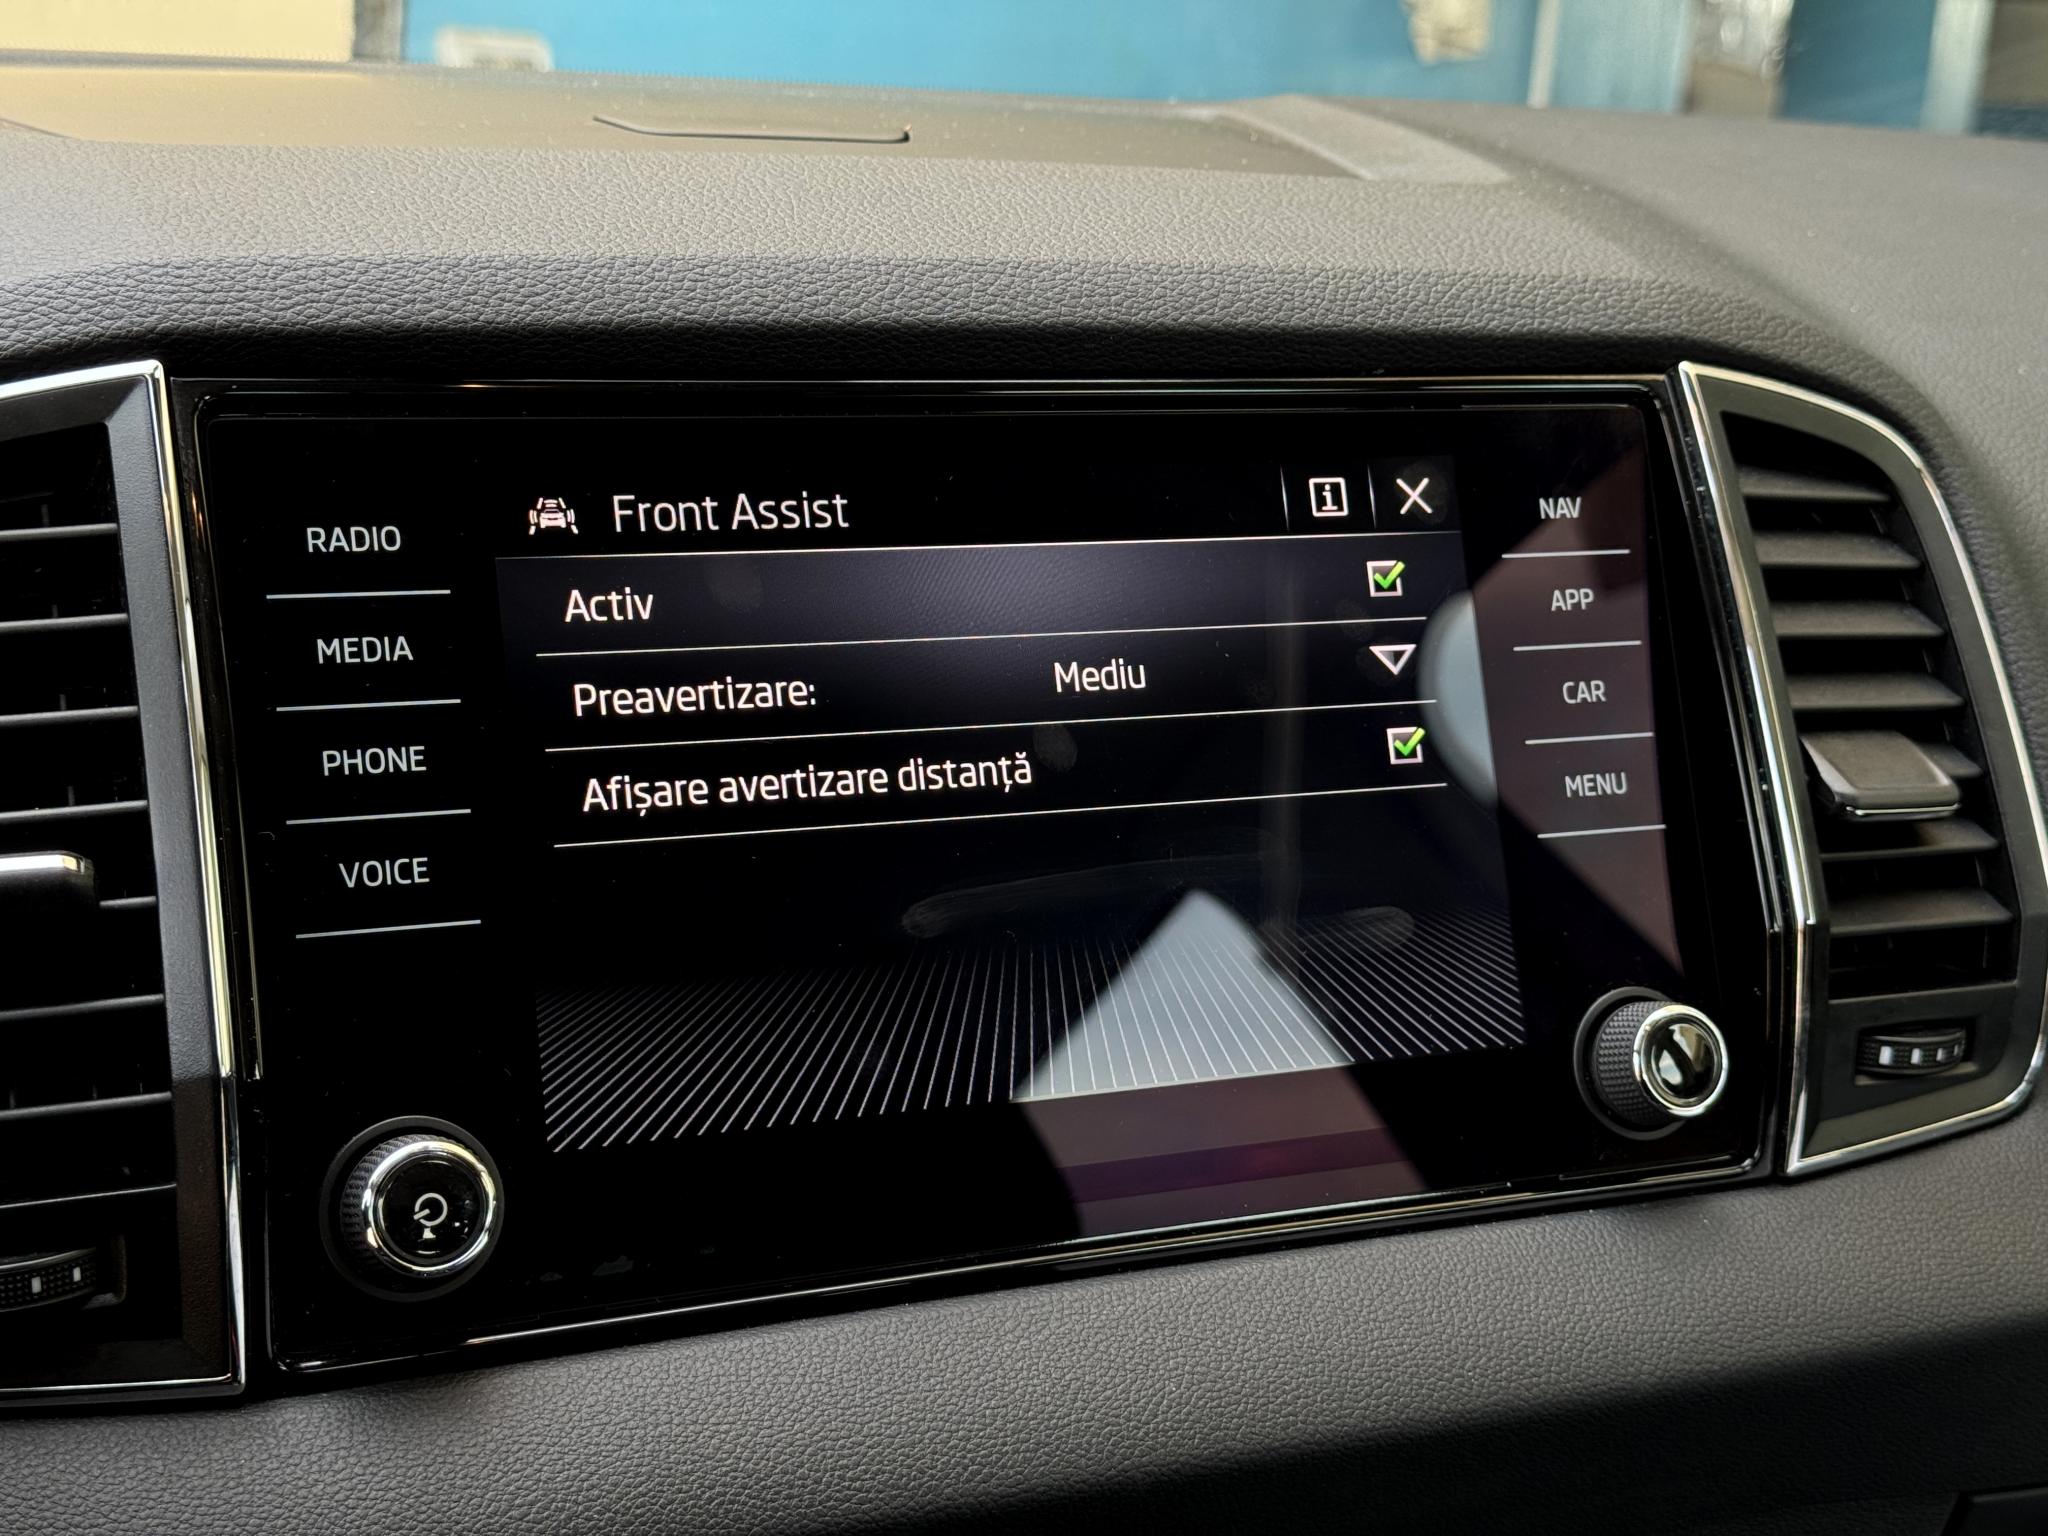 Front Assist
Activ
Preavertizare: Mediu
Afișare avertizare distanță
RADIO
MEDIA
PHONE
VOICE
NAV
APP
CAR
MENU